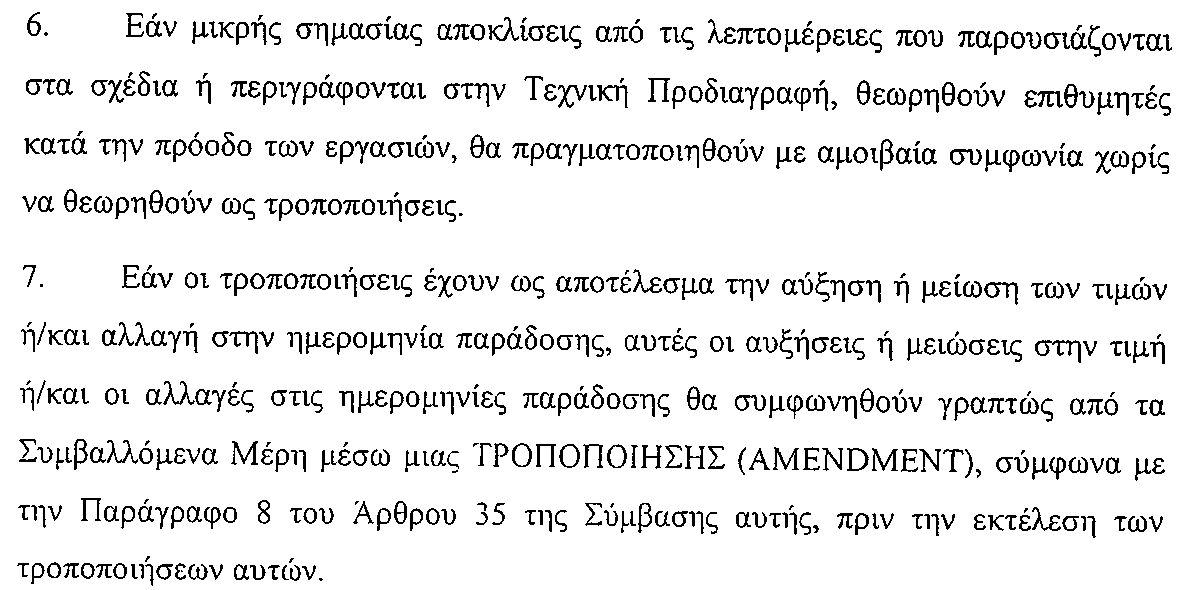 6. Εάν μικρής σημασίας αποκλίσεις από τις λεπτομέρειες που παρουσιάζονται
στα σχέδια ή περιγράφονται στην Τεχνική Προδιαγραφή, θεωρηθούν επιθυμητές
κατά την πρόοδο των εργασιών, θα πραγματοποιηθούν με αμοιβαία συμφωνία χωρίς
να θεωρηθούν ως τροποποιήσεις.
7. Εάν οι τροποποιήσεις έχουν ως αποτέλεσμα την αύξηση ή μείωση των τιμών
ή/και αλλαγή στην ημερομηνία παράδοσης, αυτές οι αυξήσεις ή μειώσεις στην τιμή
ή/και οι αλλαγές στις ημερομηνίες παράδοσης θα συμφωνηθούν γραπτώς από τα
Συμβαλλόμενα Μέρη μέσω μιας ΤΡΟΠΟΠΟΙΗΣΗΣ (AMENDMENT), σύμφωνα με
την Παράγραφο 8 του Άρθρου 35 της Σύμβασης αυτής, πριν την εκτέλεση των
τροποποιήσεων αυτών.